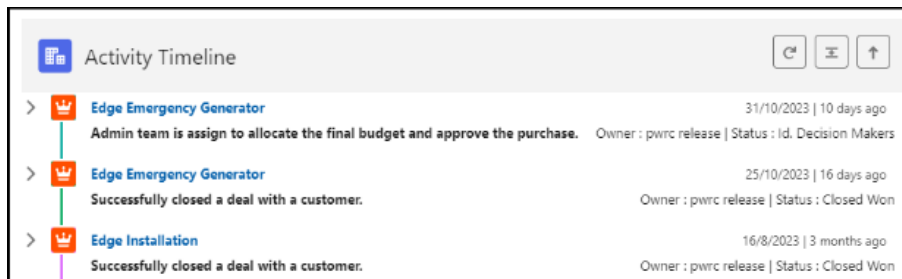 Activity Timeline
Edge Emergency Generator 31/10/2023 | 10 days ago
Admin team is assign to allocate the final budget and approve the purchase. Owner : pwrc release | Status : Id. Decision Makers
Edge Emergency Generator 25/10/2023 | 16 days ago
Successfully closed a deal with a customer. Owner : pwrc release | Status : Closed Won
Edge Installation 16/8/2023 | 3 months ago
Successfully closed a deal with a customer. Owner : pwrc release | Status : Closed Won